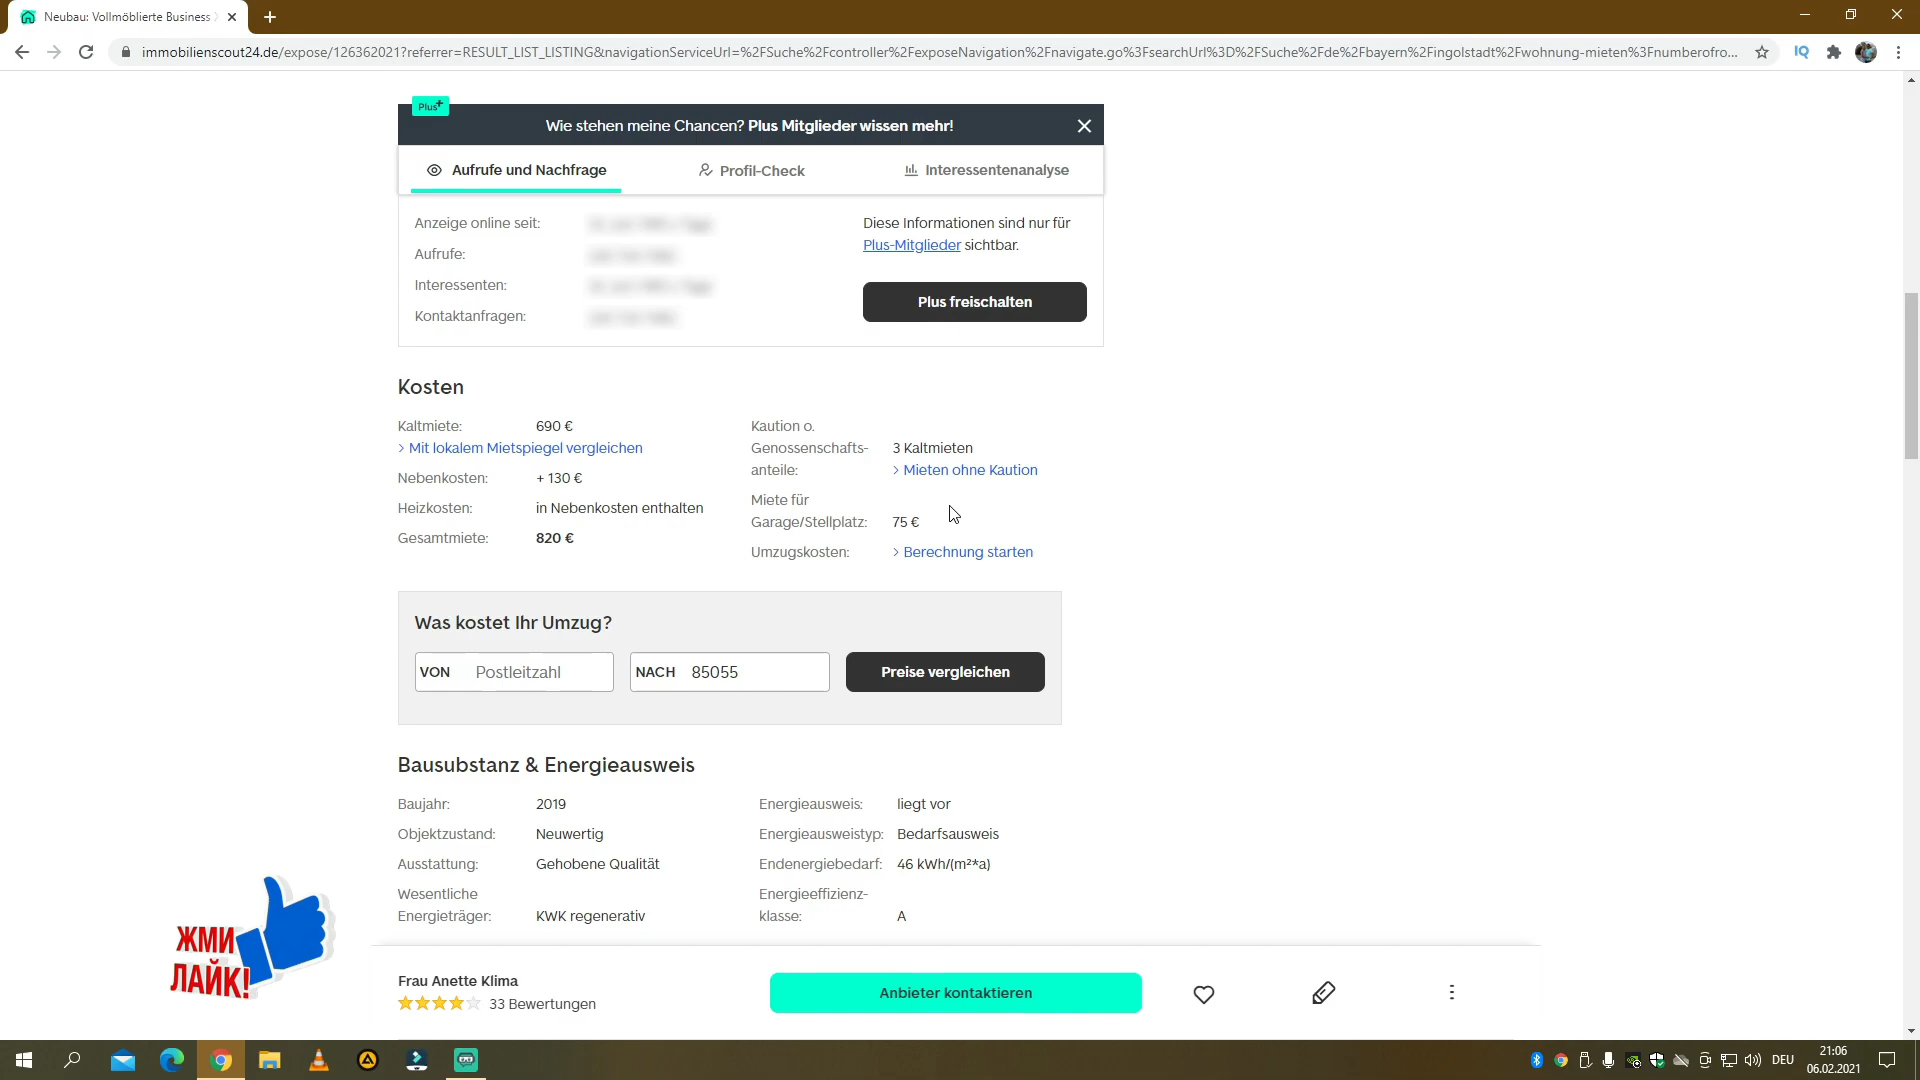 Neubau: Vollmöblierte Business
immobilienscout24.de/expose/126362021?referrer=RESULT_LIST_LISTING&navigationServiceUrl=%2FSuche%2Fcontroller%2FexposeNavigation%2Fnavigate.go%3FsearchUrl%3D%2FSuche%2Fde%2Fbayern%2Fingolstadt%2Fwohnung-mieten%3Fnumberofro...
IQ
Plus+
Wie stehen meine Chancen? Plus Mitglieder wissen mehr!
Aufrufe und Nachfrage
Profil-Check
Interessentenanalyse
Anzeige online seit:
Aufrufe:
Interessenten:
Kontaktanfragen:
Diese Informationen sind nur für
Plus-Mitglieder sichtbar.
Plus freischalten
Kosten
Kaltmiete: 690 €
> Mit lokalem Mietspiegel vergleichen
Nebenkosten: + 130 €
Heizkosten: in Nebenkosten enthalten
Gesamtmiete: 820 €
Kaution o.
Genossenschafts- 3 Kaltmieten
anteile: > Mieten ohne Kaution
Miete für
Garage/Stellplatz: 75 €
Umzugskosten: > Berechnung starten
Was kostet Ihr Umzug?
VON Postleitzahl
NACH 85055
Preise vergleichen
Bausubstanz & Energieausweis
Baujahr: 2019
Objektzustand: Neuwertig
Ausstattung: Gehobene Qualität
Wesentliche
Energieträger: KWK regenerativ
Energieausweis: liegt vor
Energieausweistyp: Bedarfsausweis
Endenergiebedarf: 46 kWh/(m²*a)
Energieeffizienz-
klasse: A
ЖМИ
ЛАЙК!
Frau Anette Klima
33 Bewertungen
Anbieter kontaktieren
DEU
21:06
06.02.2021